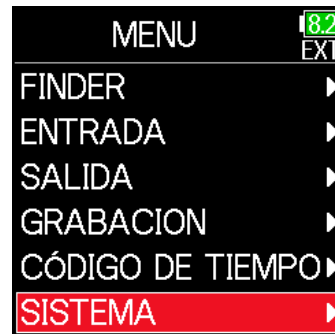 MENU
8.2
EXT
FINDER
ENTRADA
SALIDA
GRABACION
CÓDIGO DE TIEMPO
SISTEMA